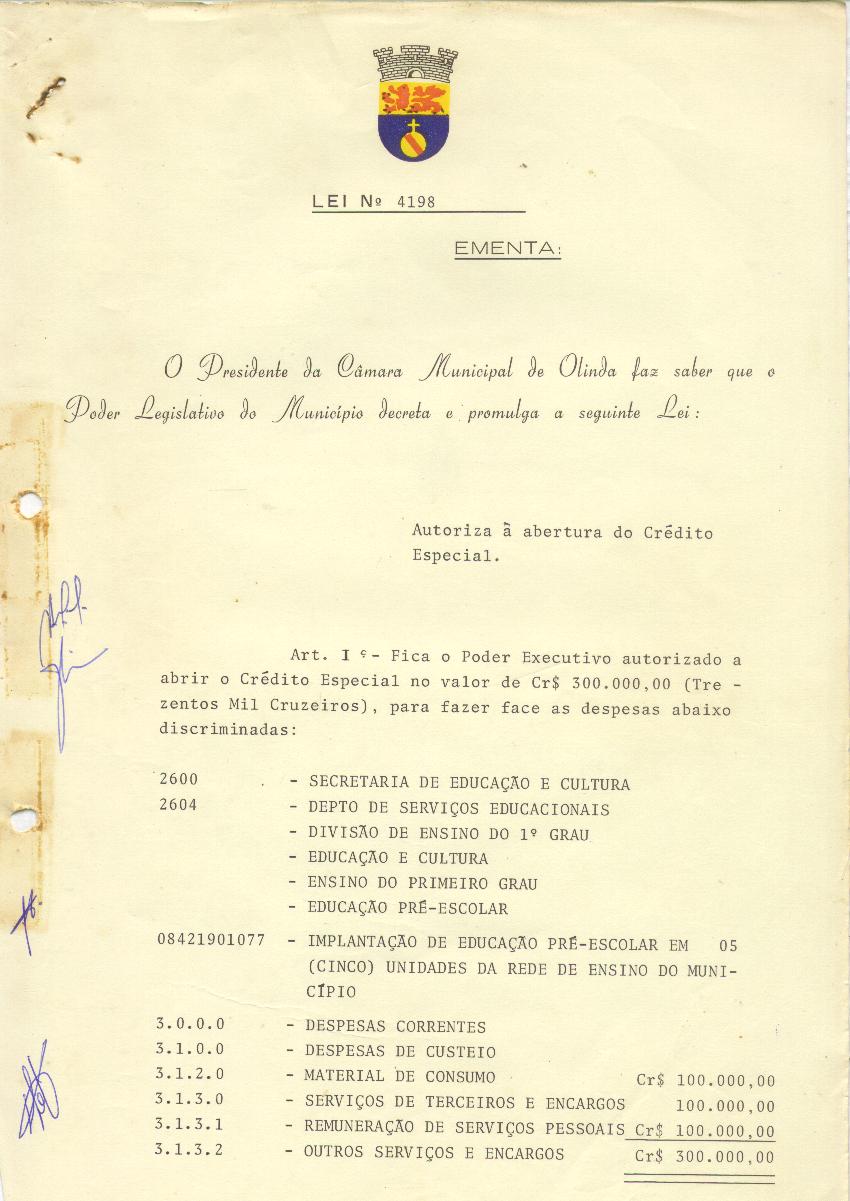 LEI Nº 4198
EMENTA:
O Presidente da Câmara Municipal de Olinda faz saber que o
Poder Legislativo do Município decreta e promulga a seguinte Lei:
Autoriza à abertura do Crédito
Especial.
Art. Iº- Fica o Poder Executivo autorizado a
abrir o Crédito Especial no valor de Cr$ 300.000,00 (Tre -
zentos Mil Cruzeiros), para fazer face as despesas abaixo
discriminadas:
2600 - SECRETARIA DE EDUCAÇÃO E CULTURA
2604 - DEPTO DE SERVIÇOS EDUCACIONAIS
- DIVISÃO DE ENSINO DO 1º GRAU
- EDUCAÇÃO E CULTURA
- ENSINO DO PRIMEIRO GRAU
- EDUCAÇÃO PRÉ-ESCOLAR
08421901077 - IMPLANTAÇÃO DE EDUCAÇÃO PRÉ-ESCOLAR EM 05
(CINCO) UNIDADES DA REDE DE ENSINO DO MUNI-
CÍPIO
3.0.0.0 - DESPESAS CORRENTES
3.1.0.0 - DESPESAS DE CUSTEIO
3.1.2.0 - MATERIAL DE CONSUMO Cr$ 100.000,00
3.1.3.0 - SERVIÇOS DE TERCEIROS E ENCARGOS 100.000,00
3.1.3.1 - REMUNERAÇÃO DE SERVIÇOS PESSOAIS Cr$ 100.000,00
3.1.3.2 - OUTROS SERVIÇOS E ENCARGOS Cr$ 300.000,00